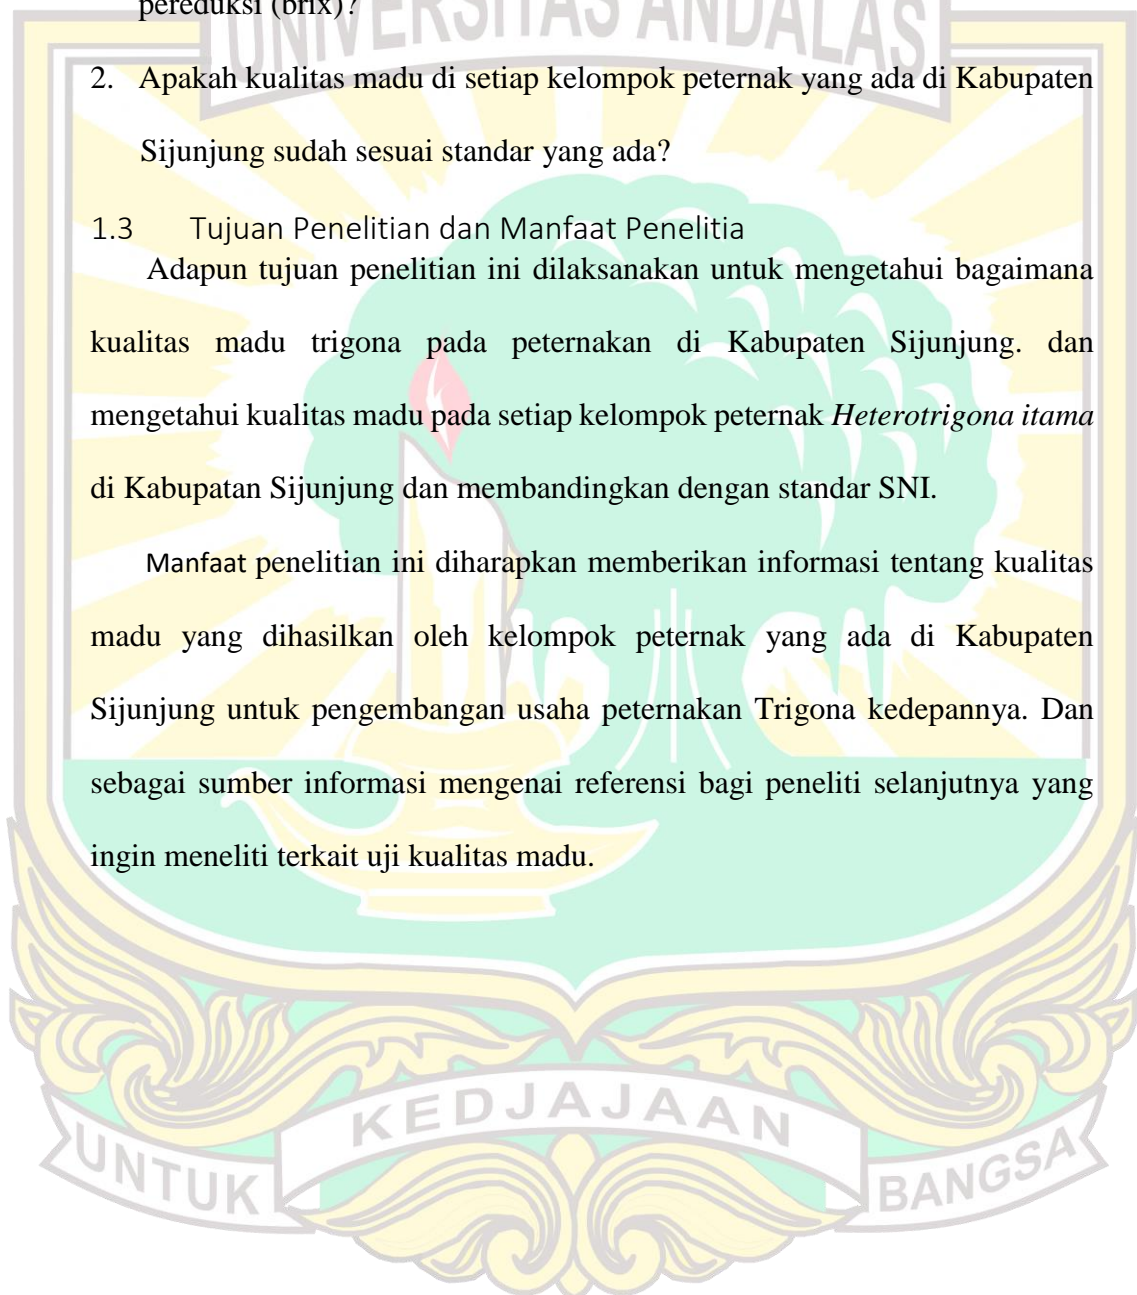 pereduksi (brix)?
UNIVERSITAS ANDALAS
2. Apakah kualitas madu di setiap kelompok peternak yang ada di Kabupaten
Sijunjung sudah sesuai standar yang ada?
1.3 Tujuan Penelitian dan Manfaat Penelitia
Adapun tujuan penelitian ini dilaksanakan untuk mengetahui bagaimana
kualitas madu trigona pada peternakan di Kabupaten Sijunjung. dan
mengetahui kualitas madu pada setiap kelompok peternak Heterotrigona itama
di Kabupatan Sijunjung dan membandingkan dengan standar SNI.
Manfaat penelitian ini diharapkan memberikan informasi tentang kualitas
madu yang dihasilkan oleh kelompok peternak yang ada di Kabupaten
Sijunjung untuk pengembangan usaha peternakan Trigona kedepannya. Dan
sebagai sumber informasi mengenai referensi bagi peneliti selanjutnya yang
ingin meneliti terkait uji kualitas madu.
UNTUK KEDJAJAAN BANGSA